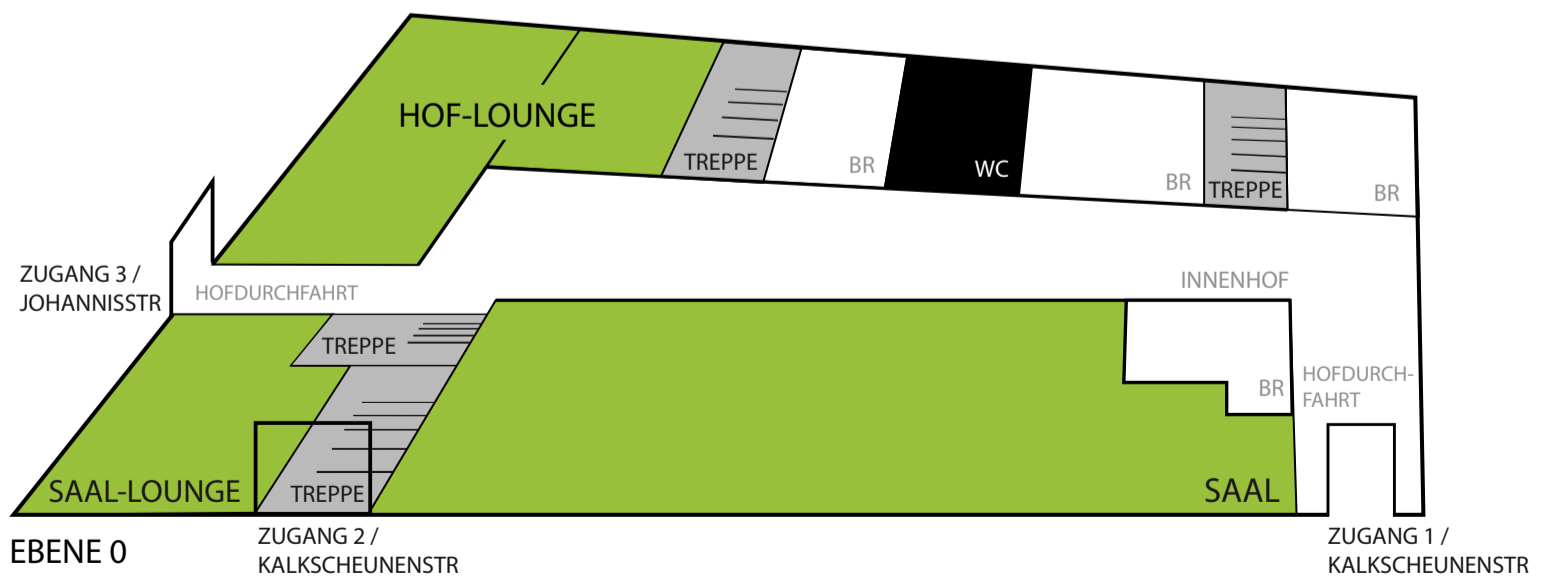 HOF-LOUNGE
TREPPE
BR
WC
BR
TREPPE
BR
ZUGANG 3 /
JOHANNISSTR
HOFDURCHFAHRT
INNENHOF
TREPPE
BR
HOFDURCH-
FAHRT
SAAL-LOUNGE
TREPPE
SAAL
EBENE 0
ZUGANG 2 /
KALKSCHEUNENSTR
ZUGANG 1 /
KALKSCHEUNENSTR